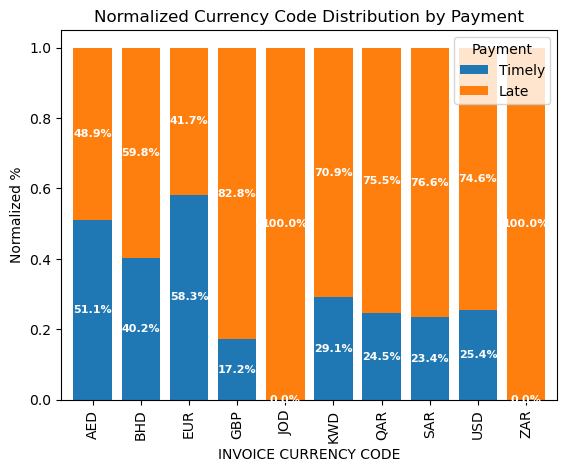 Normalized Currency Code Distribution by Payment
Normalized %
1.0
0.8
0.6
0.4
0.2
0.0
Payment
Timely
Late
48.9%
59.8%
41.7%
82.8%
100.0%
70.9%
75.5%
76.6%
74.6%
100.0%
51.1%
40.2%
58.3%
17.2%
0.0%
29.1%
24.5%
23.4%
25.4%
0.0%
AED
BHD
EUR
GBP
JOD
KWD
QAR
SAR
USD
ZAR
INVOICE CURRENCY CODE